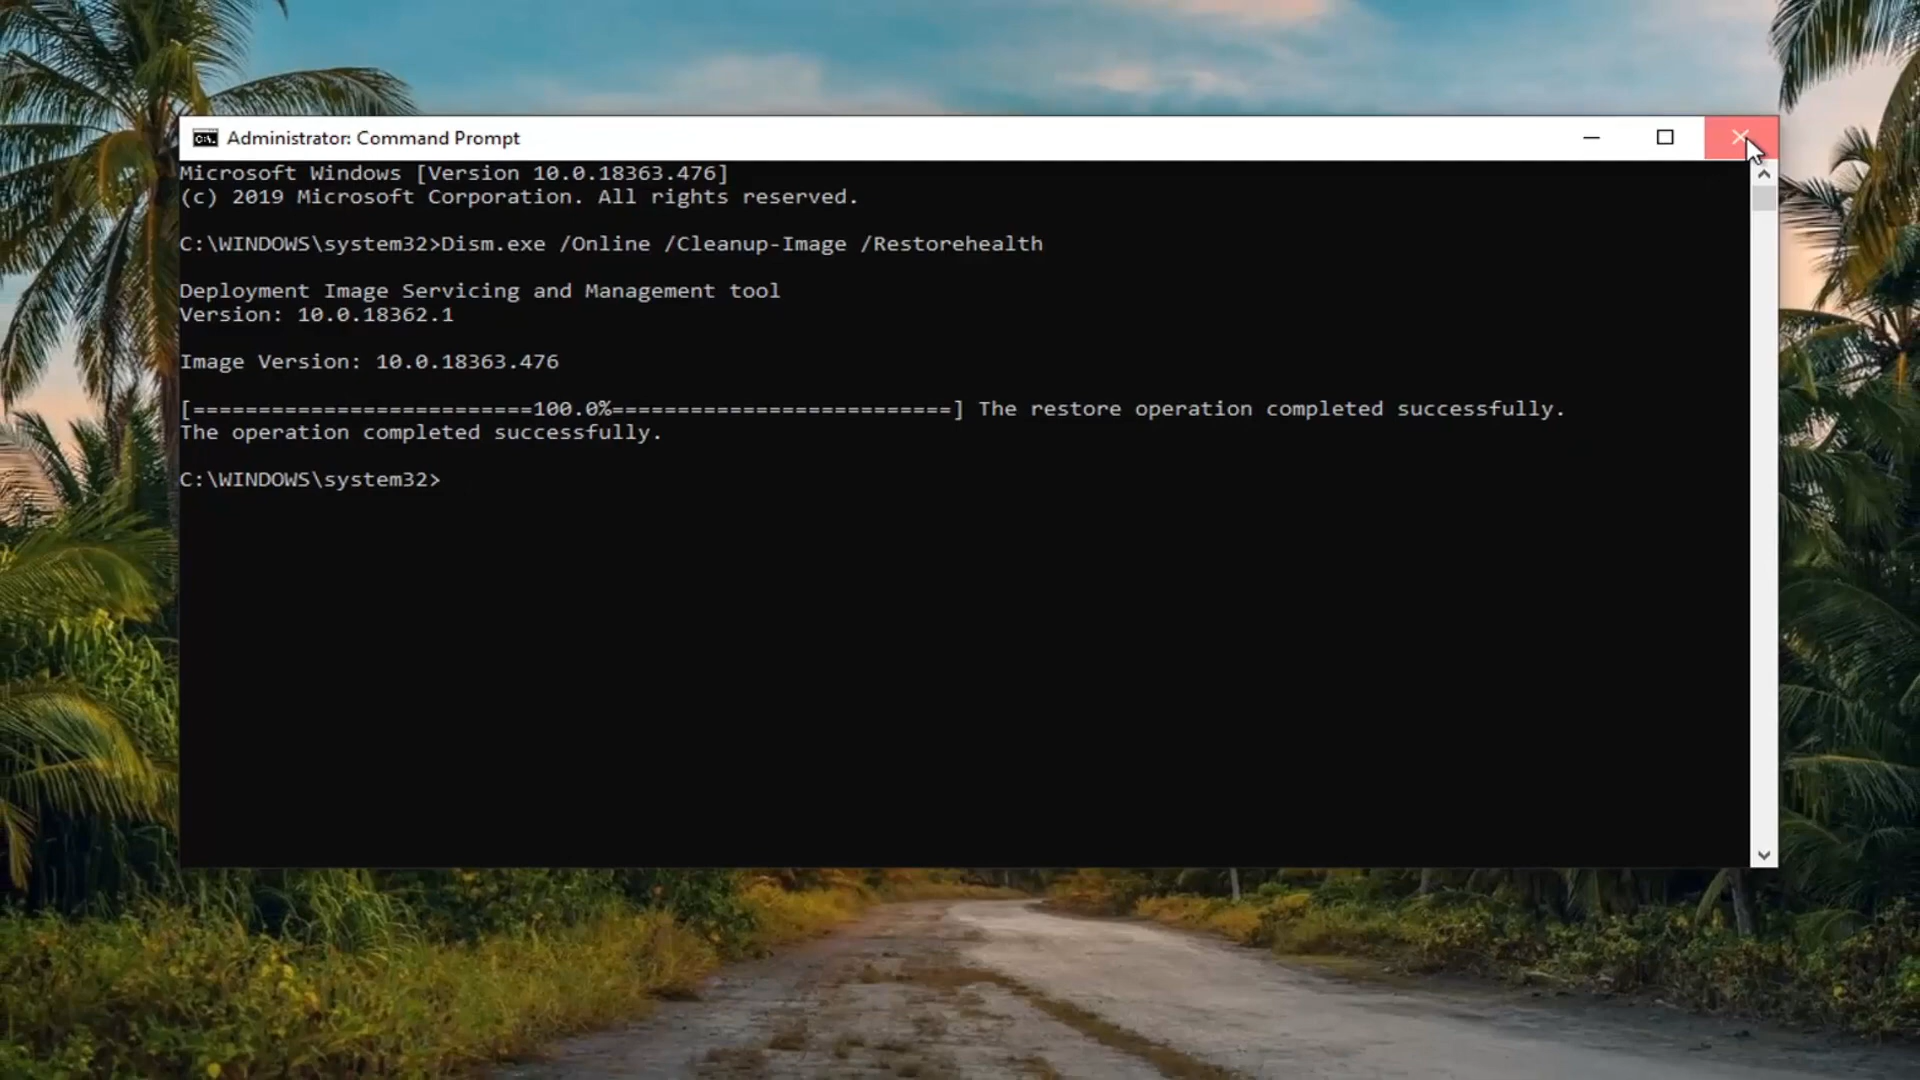 Administrator: Command Prompt
Microsoft Windows [Version 10.0.18363.476]
(c) 2019 Microsoft Corporation. All rights reserved.
C:\WINDOWS\system32>Dism.exe /Online /Cleanup-Image /Restorehealth
Deployment Image Servicing and Management tool
Version: 10.0.18362.1
Image Version: 10.0.18363.476
[==========================100.0%==========================] The restore operation completed successfully.
The operation completed successfully.
C:\WINDOWS\system32>